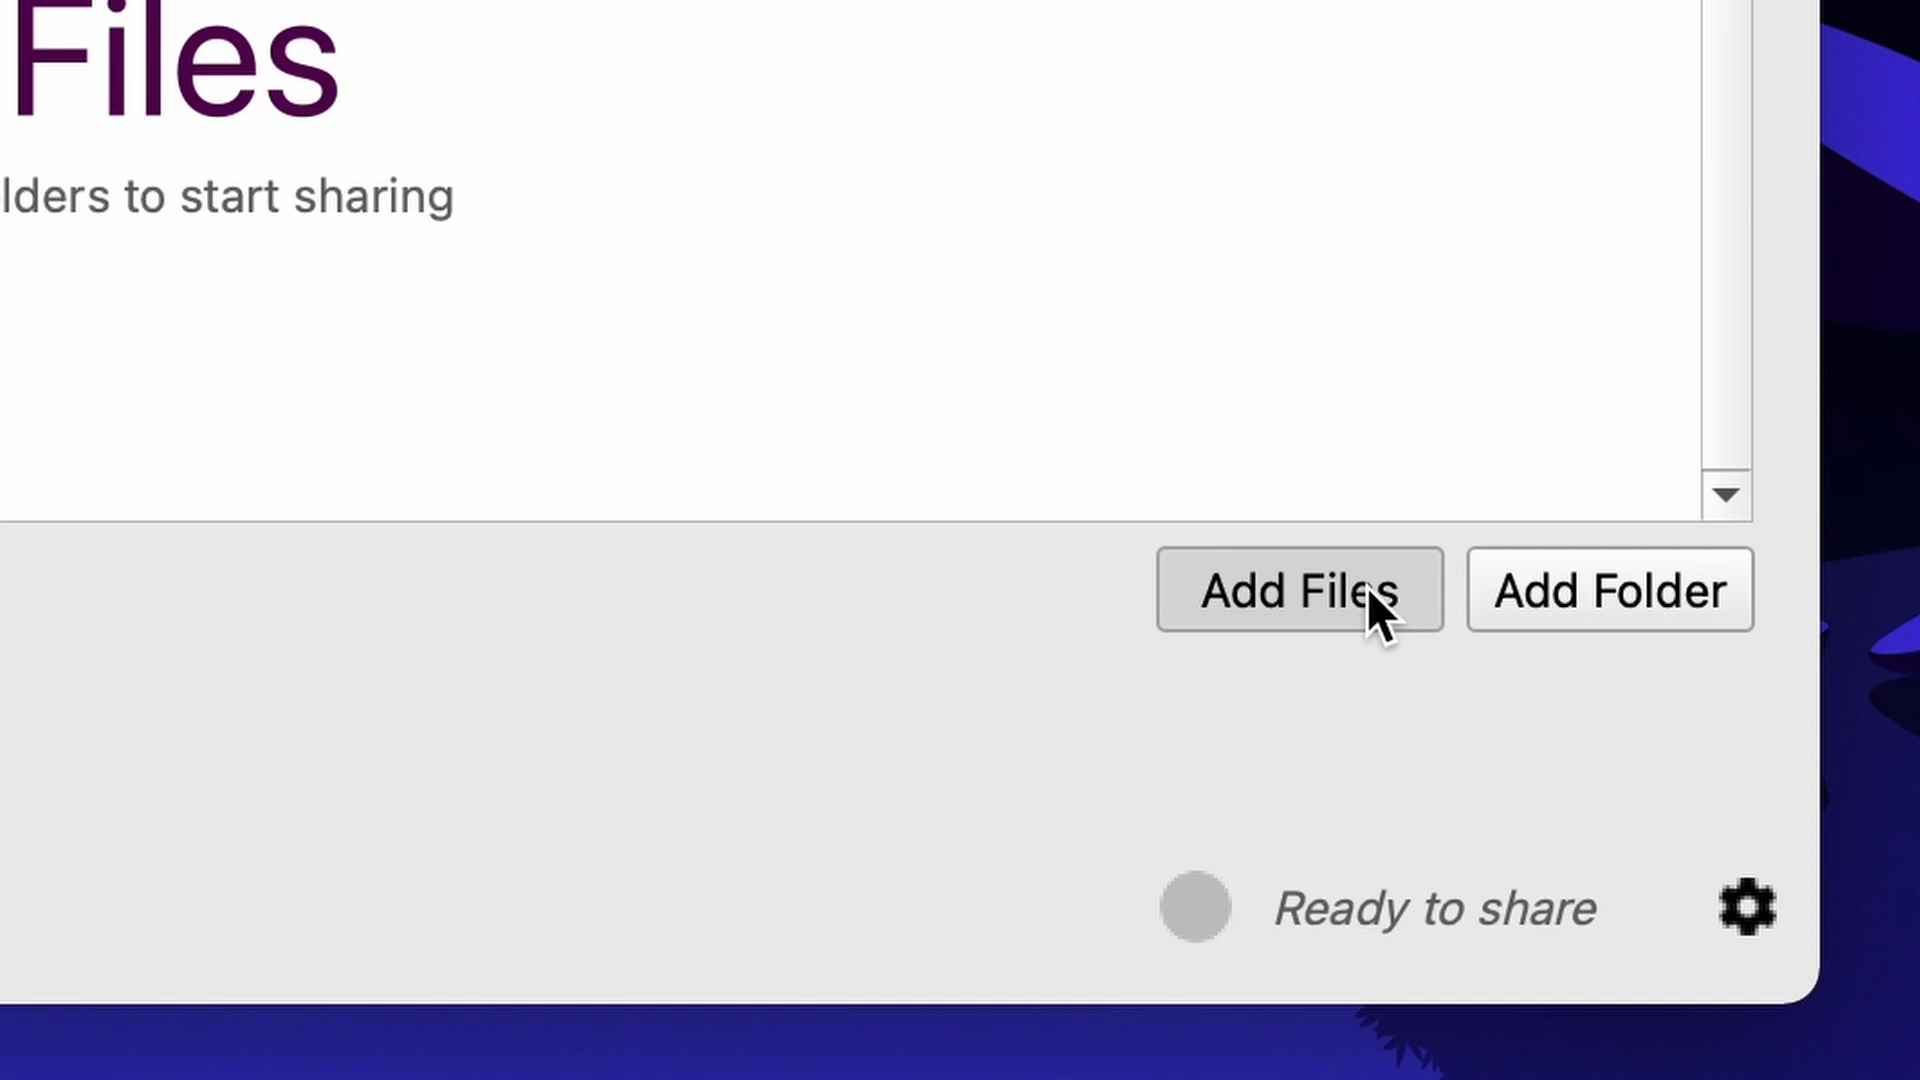 Files
lders to start sharing
Add Files
Add Folder
Ready to share